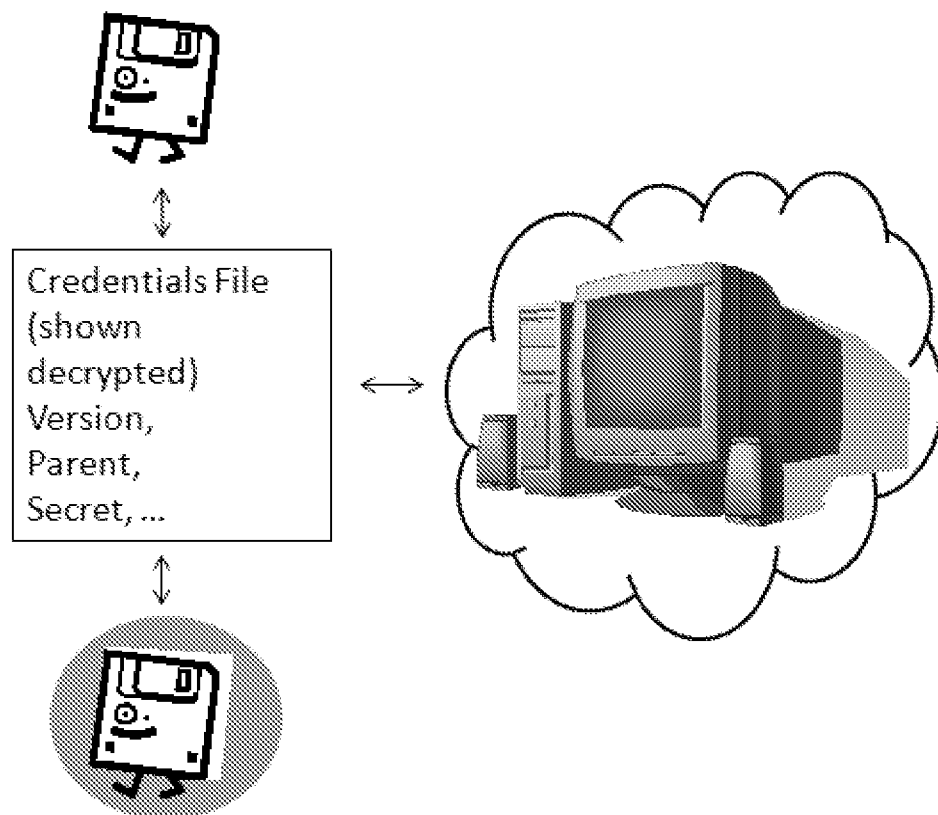 Credentials File
(shown
decrypted)
Version,
Parent,
Secret, ...